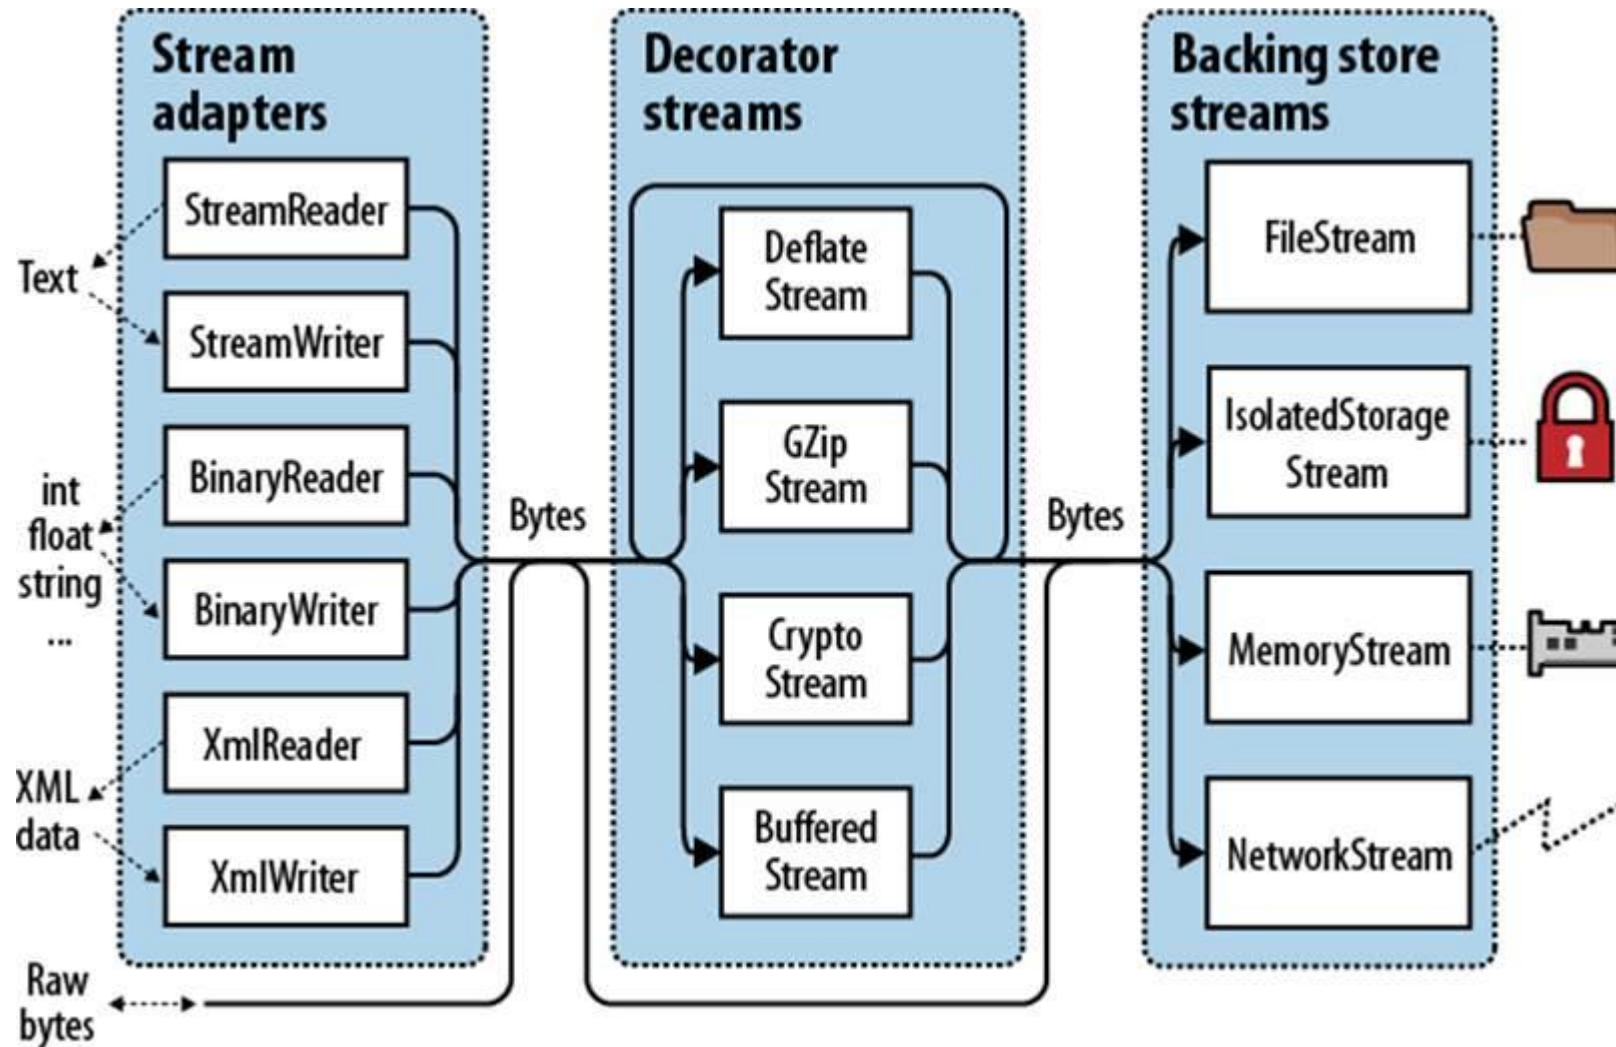 Stream
adapters
StreamReader
Text
StreamWriter
BinaryReader
int
float
string
...
BinaryWriter
XmlReader
XML
data
XmlWriter
Raw
bytes
Bytes
Decorator
streams
Deflate
Stream
GZip
Stream
Crypto
Stream
Buffered
Stream
Bytes
Backing store
streams
FileStream
IsolatedStorage
Stream
MemoryStream
NetworkStream